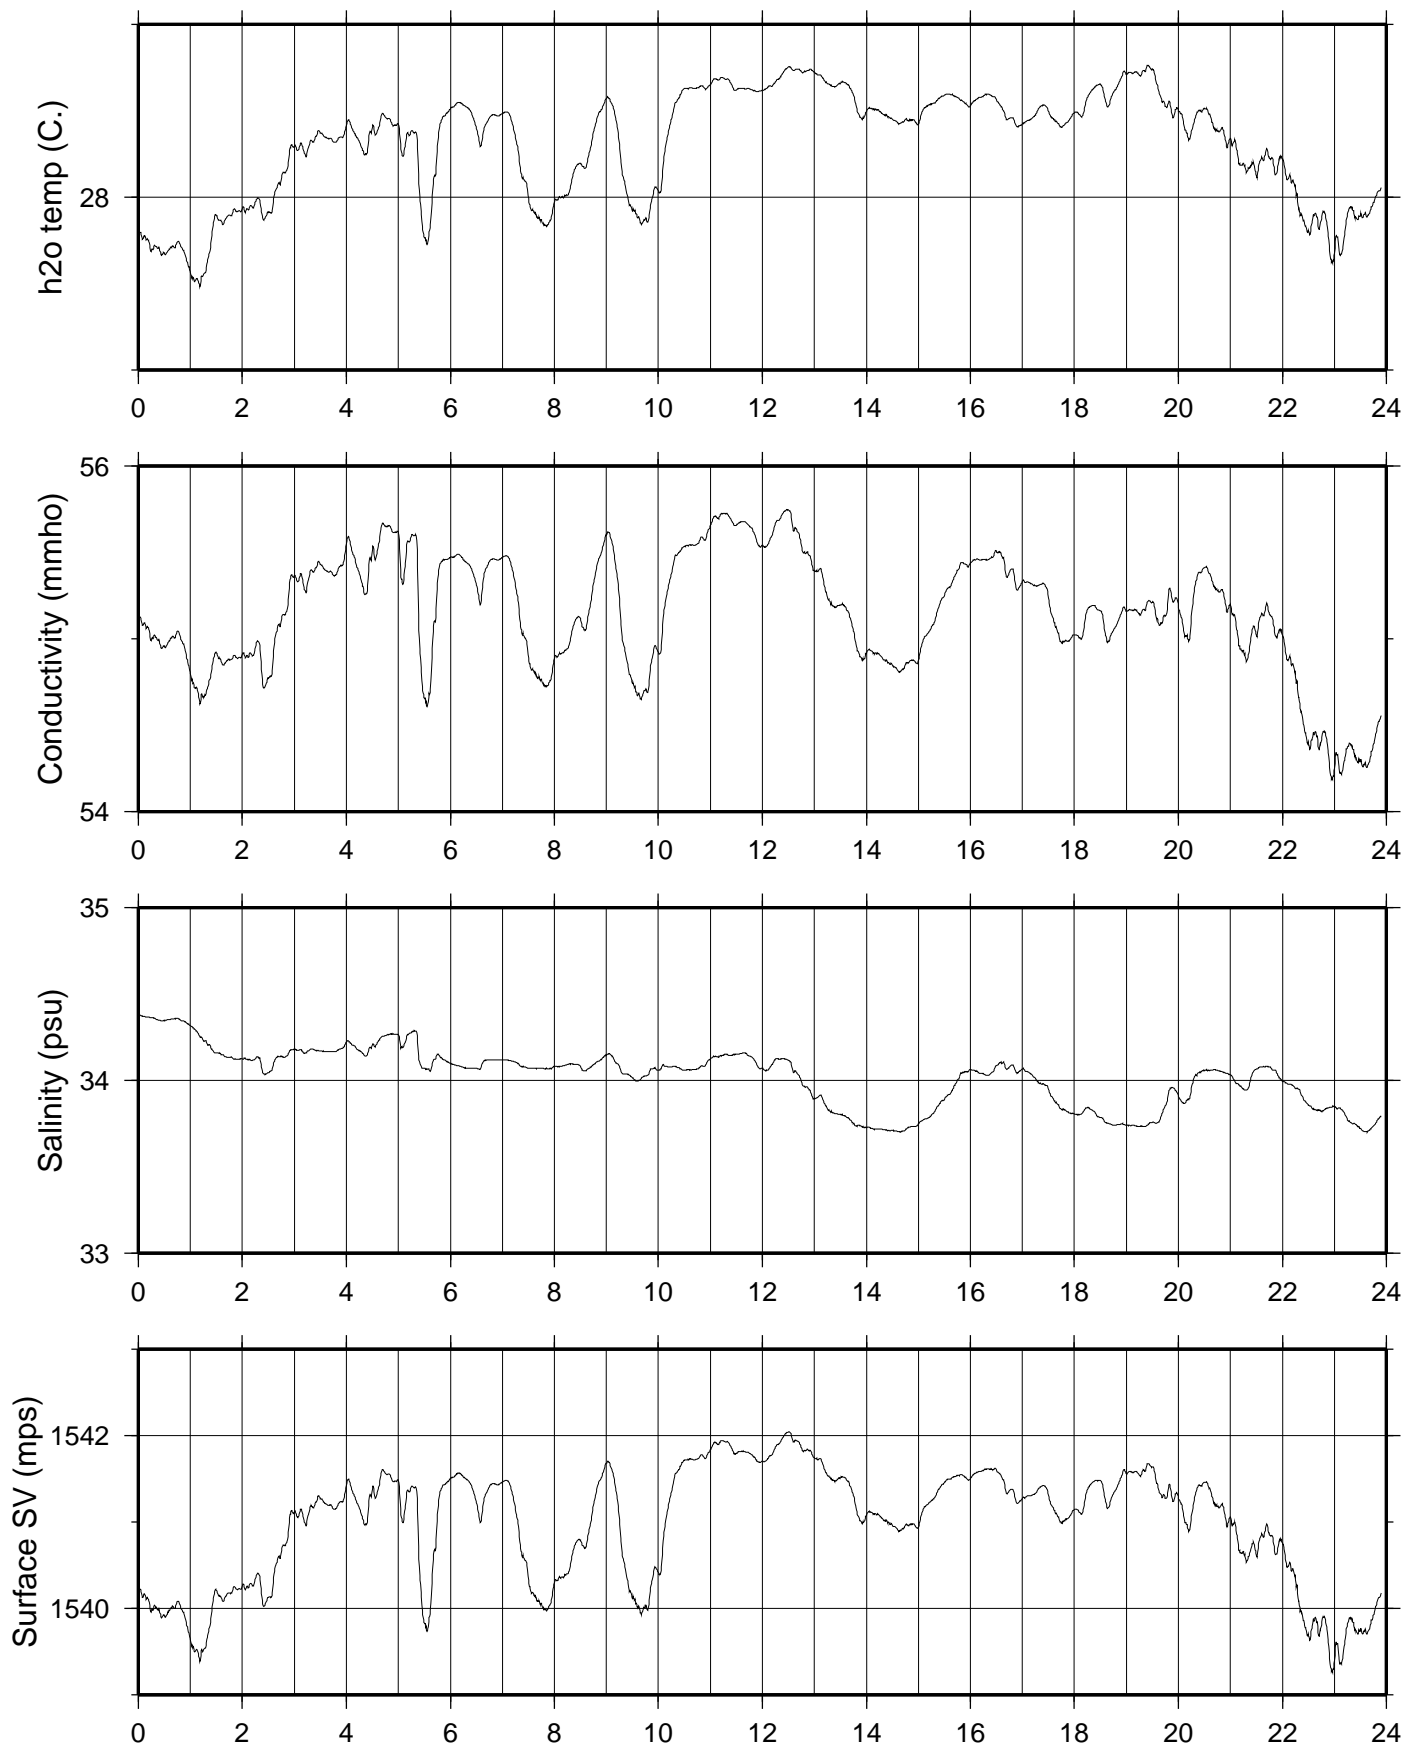 h2o temp (C.)
28
0 2 4 6 8 10 12 14 16 18 20 22 24
56
Conductivity (mmho)
54
0 2 4 6 8 10 12 14 16 18 20 22 24
35
Salinity (psu)
34
33
0 2 4 6 8 10 12 14 16 18 20 22 24
Surface SV (mps)
1542
1540
0 2 4 6 8 10 12 14 16 18 20 22 24